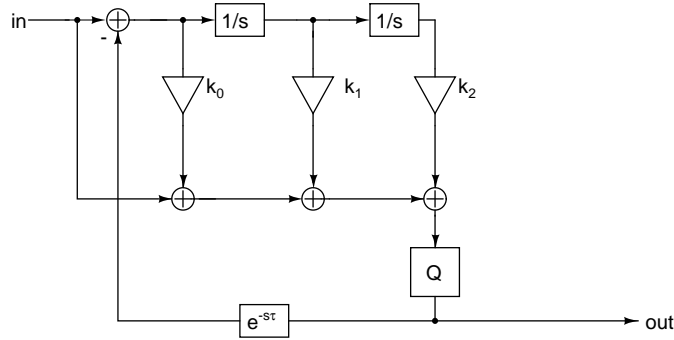 in
-
1/s
1/s
k₀
k₁
k₂
Q
e^{-sτ}
out